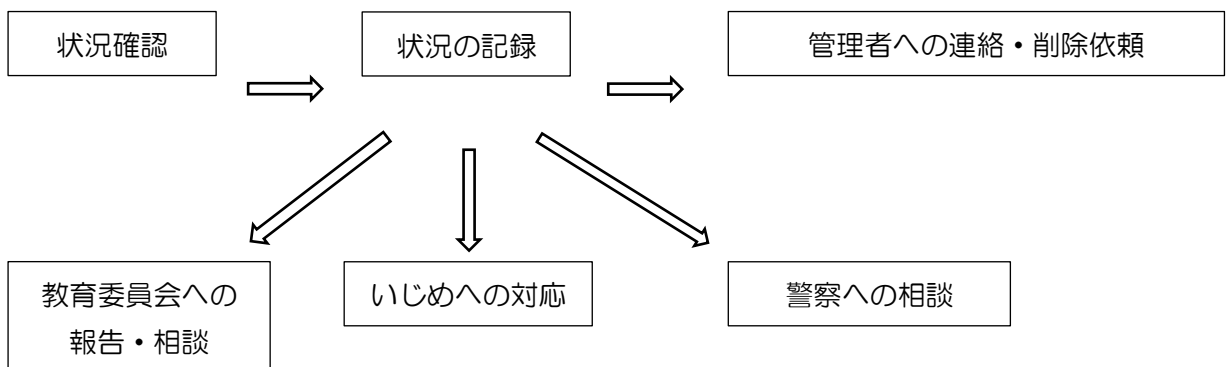 状況確認
状況の記録
管理者への連絡・削除依頼
教育委員会への
報告・相談
いじめへの対応
警察への相談